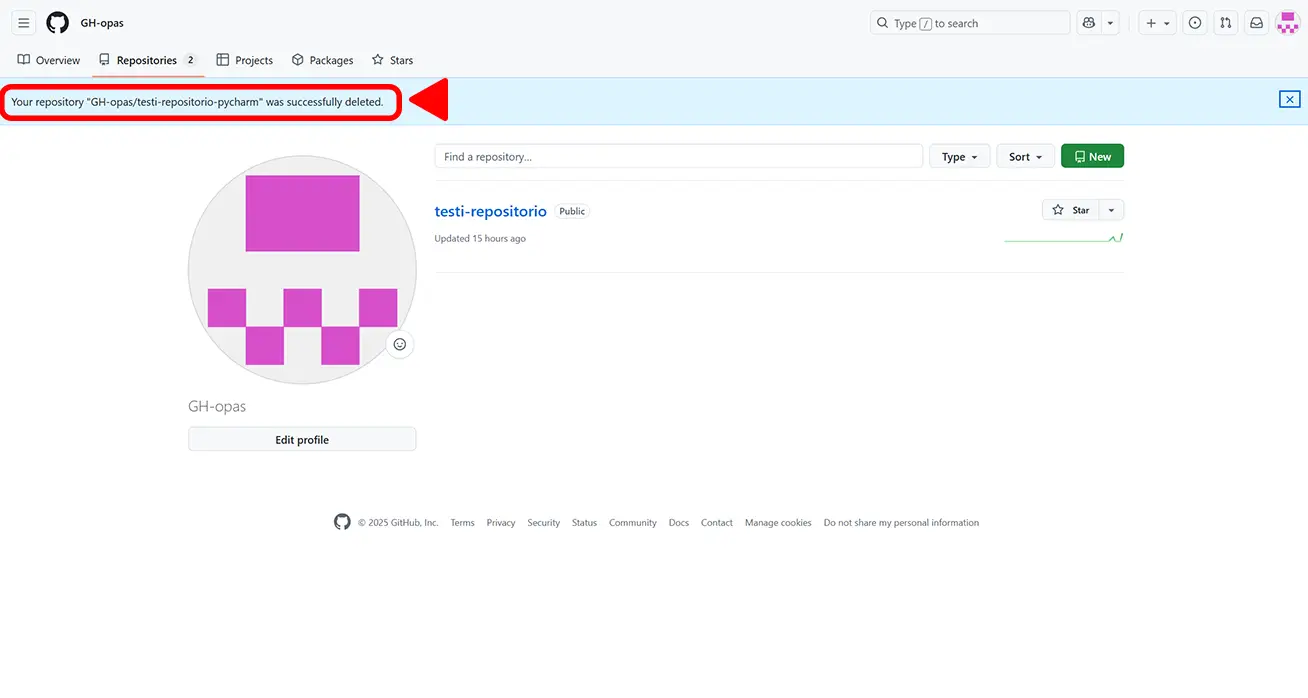 GH-opas
Type / to search
Overview
Repositories 2
Projects
Packages
Stars
Your repository "GH-opas/testi-repositorio-pycharm" was successfully deleted.
Find a repository...
Type
Sort
New
testi-repositorio Public
Star
Updated 15 hours ago
GH-opas
Edit profile
© 2025 GitHub, Inc. Terms Privacy Security Status Community Docs Contact Manage cookies Do not share my personal information